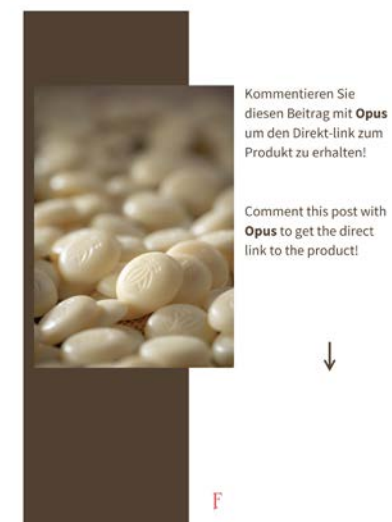 Kommentieren Sie
diesen Beitrag mit Opus
um den Direkt-link zum
Produkt zu erhalten!
Comment this post with
Opus to get the direct
link to the product!
F